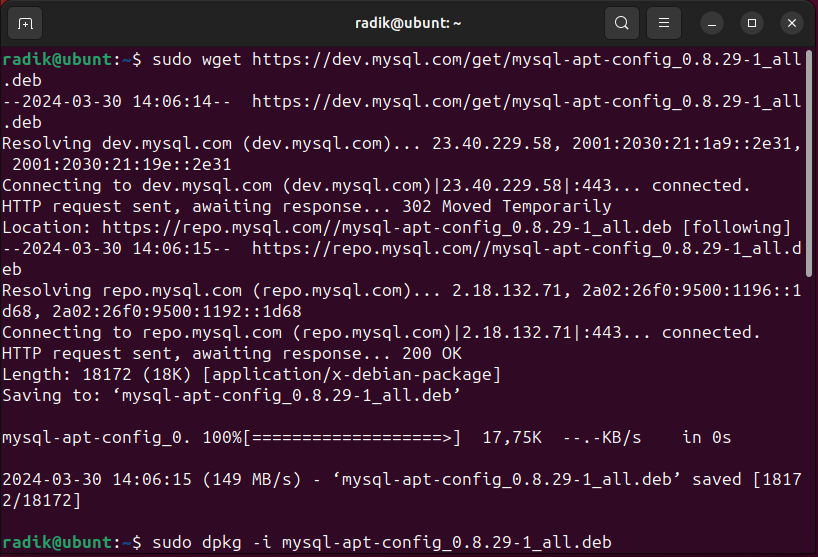 radik@ubunt: ~
radik@ubunt:~$ sudo wget https://dev.mysql.com/get/mysql-apt-config_0.8.29-1_all
.deb
--2024-03-30 14:06:14--  https://dev.mysql.com/get/mysql-apt-config_0.8.29-1_all
.deb
Resolving dev.mysql.com (dev.mysql.com)... 23.40.229.58, 2001:2030:21:1a9::2e31,
 2001:2030:21:19e::2e31
Connecting to dev.mysql.com (dev.mysql.com)|23.40.229.58|:443... connected.
HTTP request sent, awaiting response... 302 Moved Temporarily
Location: https://repo.mysql.com//mysql-apt-config_0.8.29-1_all.deb [following]
--2024-03-30 14:06:15--  https://repo.mysql.com//mysql-apt-config_0.8.29-1_all.d
eb
Resolving repo.mysql.com (repo.mysql.com)... 2.18.132.71, 2a02:26f0:9500:1196::1
d68, 2a02:26f0:9500:1192::1d68
Connecting to repo.mysql.com (repo.mysql.com)|2.18.132.71|:443... connected.
HTTP request sent, awaiting response... 200 OK
Length: 18172 (18K) [application/x-debian-package]
Saving to: ‘mysql-apt-config_0.8.29-1_all.deb’
mysql-apt-config_0. 100%[===================>]  17,75K  --.-KB/s    in 0s
2024-03-30 14:06:15 (149 MB/s) - ‘mysql-apt-config_0.8.29-1_all.deb’ saved [1817
2/18172]
radik@ubunt:~$ sudo dpkg -i mysql-apt-config_0.8.29-1_all.deb